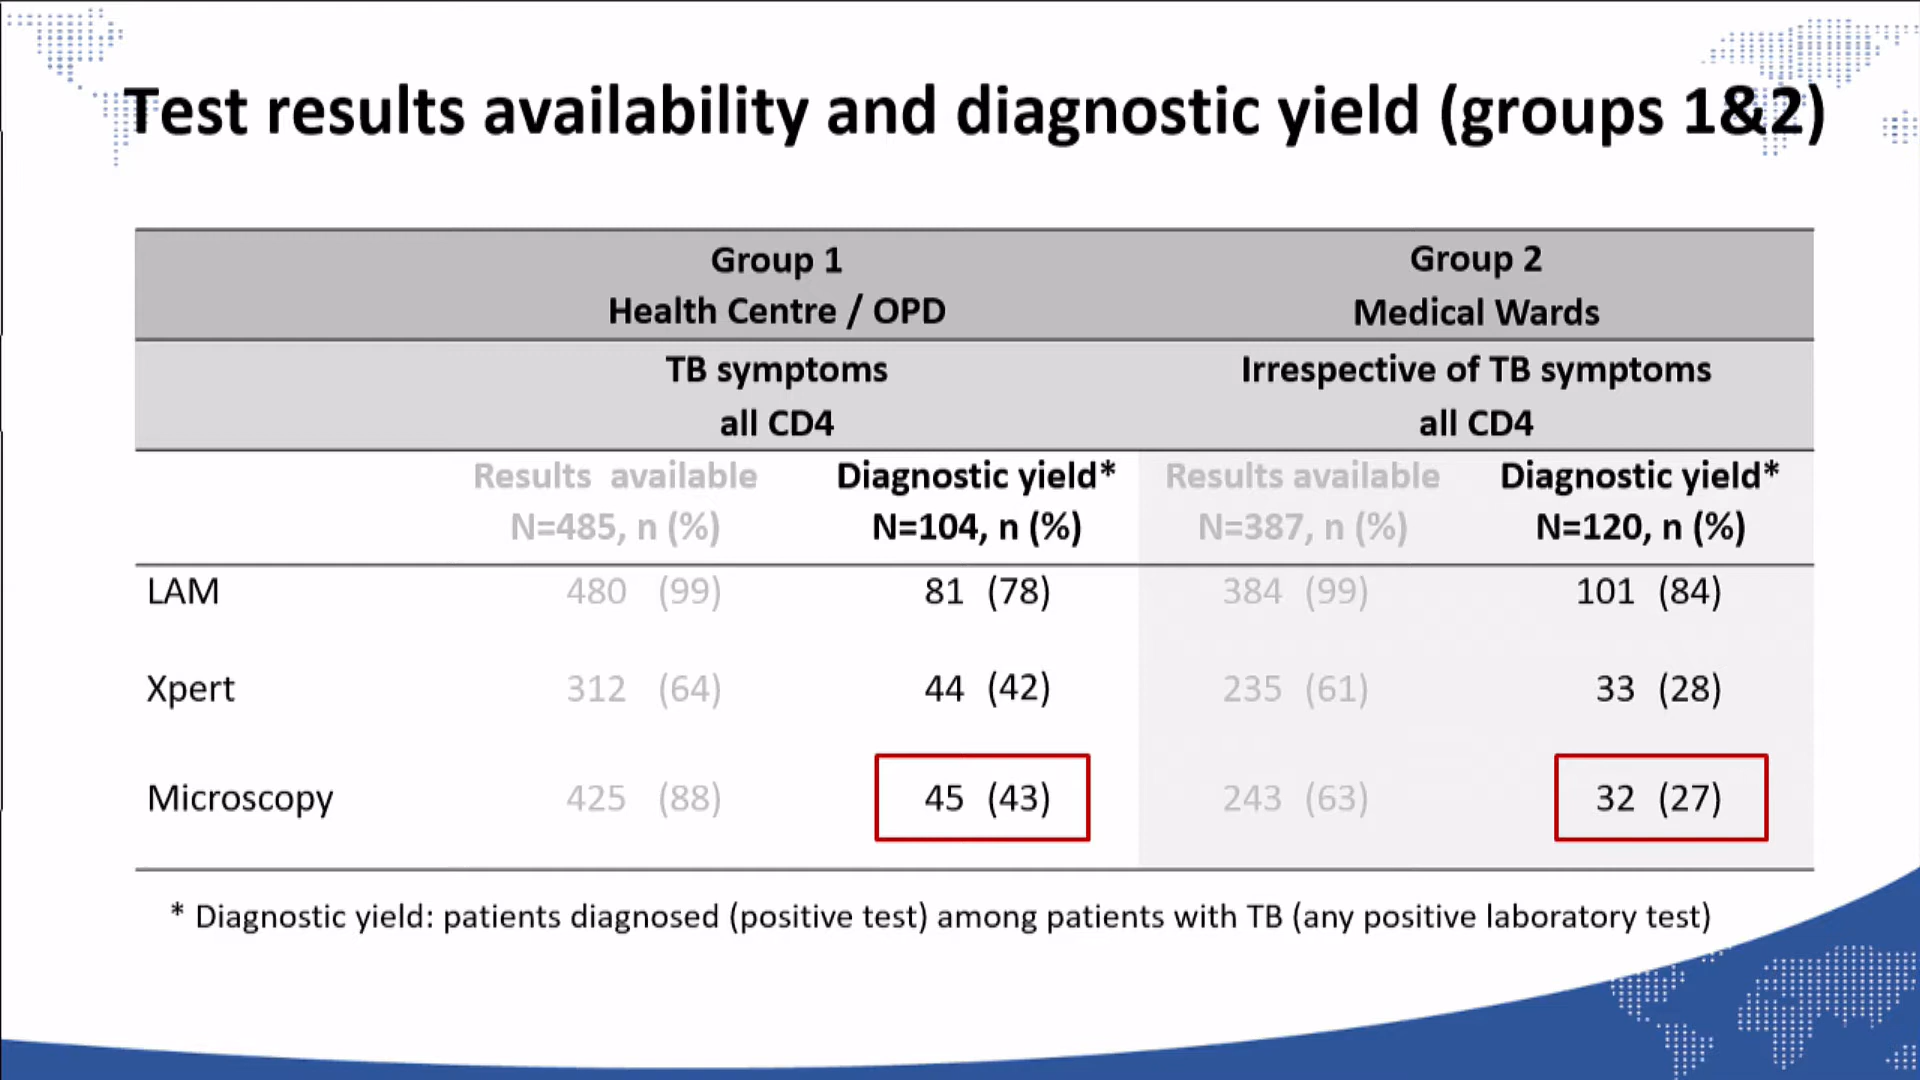 Test results availability and diagnostic yield (groups 1&2)
Group 1 Group 2
Health Centre / OPD Medical Wards
TB symptoms Irrespective of TB symptoms
all CD4 all CD4
Results available Diagnostic yield* Results available Diagnostic yield*
N=485, n (%) N=104, n (%) N=387, n (%) N=120, n (%)
LAM 480 (99) 81 (78) 384 (99) 101 (84)
Xpert 312 (64) 44 (42) 235 (61) 33 (28)
Microscopy 425 (88) 45 (43) 243 (63) 32 (27)
* Diagnostic yield: patients diagnosed (positive test) among patients with TB (any positive laboratory test)